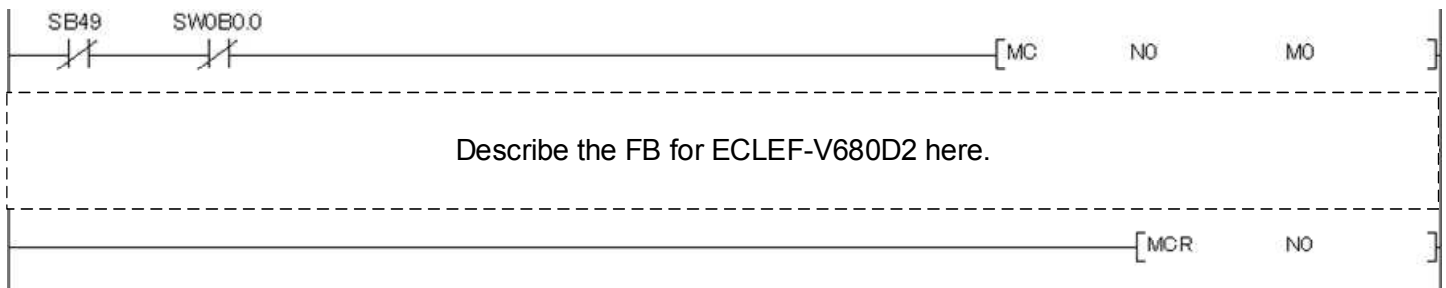 SB49 SW0B0.0
[MC N0 M0 ]
Describe the FB for ECLEF-V680D2 here.
[MCR N0 ]